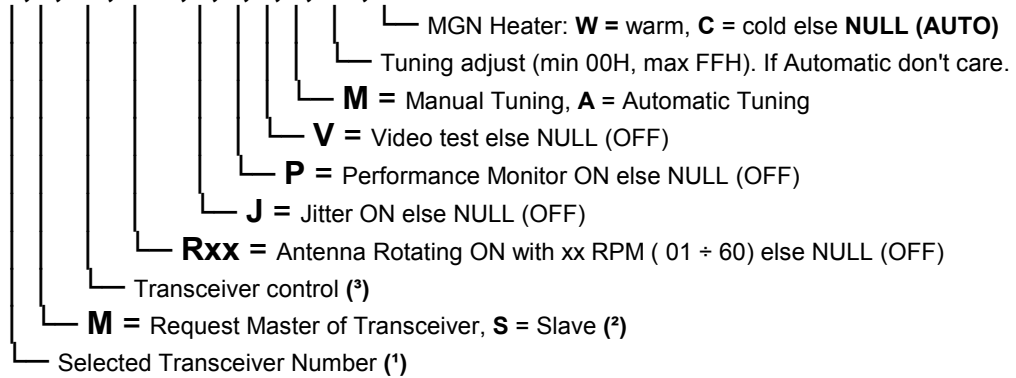 MGN Heater: W = warm, C = cold else NULL (AUTO)
Tuning adjust (min 00H, max FFH). If Automatic don't care.
M = Manual Tuning, A = Automatic Tuning
V = Video test else NULL (OFF)
P = Performance Monitor ON else NULL (OFF)
J = Jitter ON else NULL (OFF)
Rxx = Antenna Rotating ON with xx RPM ( 01 ÷ 60) else NULL (OFF)
Transceiver control (³)
M = Request Master of Transceiver, S = Slave (²)
Selected Transceiver Number (¹)